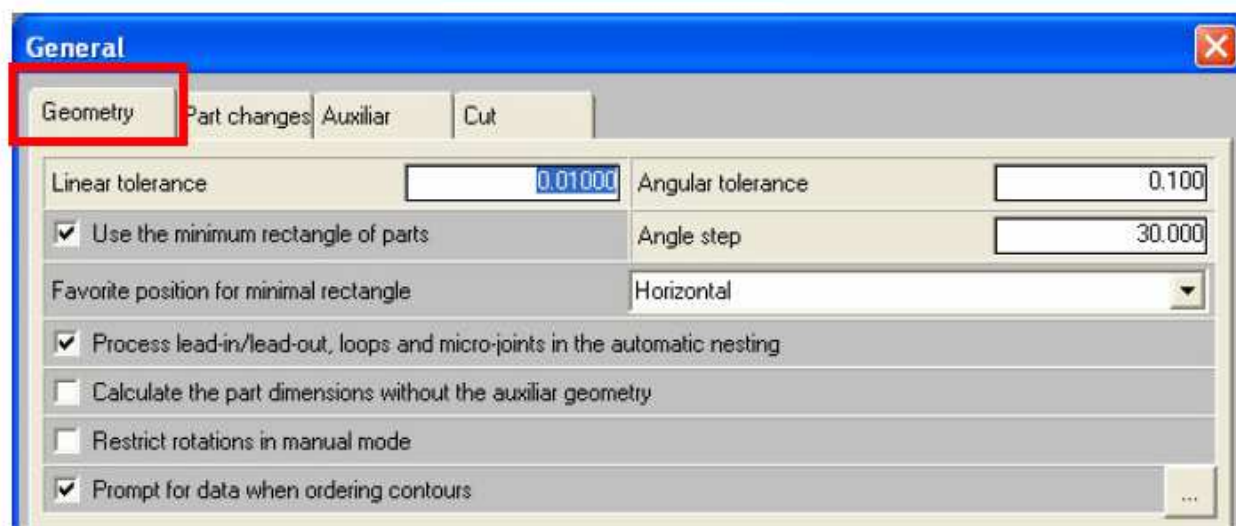 General
Geometry Part changes Auxiliar Cut
Linear tolerance 0.01000 Angular tolerance 0.100
Use the minimum rectangle of parts Angle step 30.000
Favorite position for minimal rectangle Horizontal
Process lead-in/lead-out, loops and micro-joints in the automatic nesting
Calculate the part dimensions without the auxiliar geometry
Restrict rotations in manual mode
Prompt for data when ordering contours ...